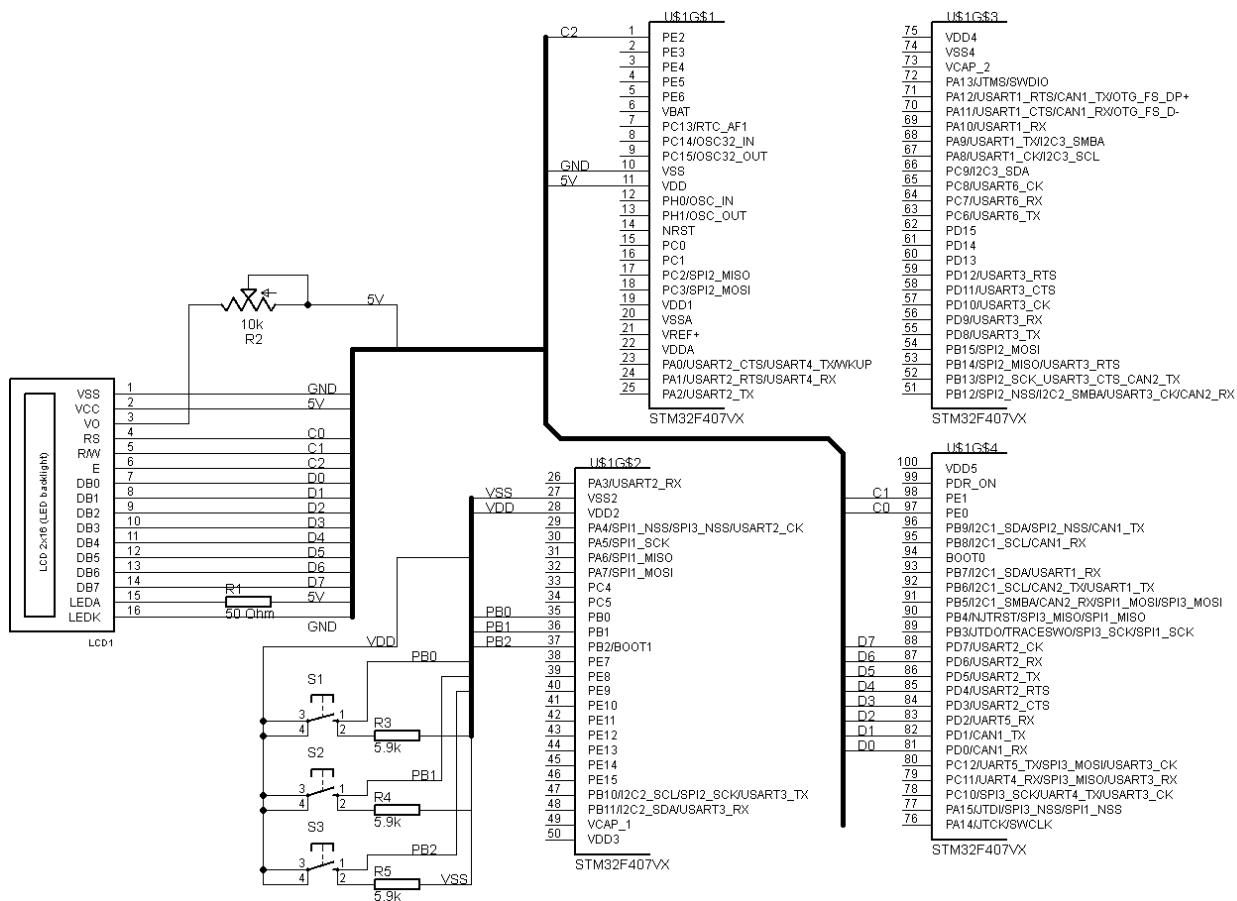 U$1G$1
C2 1 PE2
2 PE3
3 PE4
4 PE5
5 PE6
6 VBAT
7 PC13/RTC_AF1
8 PC14/OSC32_IN
9 PC15/OSC32_OUT
GND 10 VSS
5V 11 VDD
12 PH0/OSC_IN
13 PH1/OSC_OUT
14 NRST
15 PC0
16 PC1
17 PC2/SPI2_MISO
18 PC3/SPI2_MOSI
19 VDD1
20 VSSA
21 VREF+
22 VDDA
23 PA0/USART2_CTS/USART4_TX/WKUP
24 PA1/USART2_RTS/USART4_RX
25 PA2/USART2_TX
STM32F407VX
U$1G$3
75 VDD4
74 VSS4
73 VCAP_2
72 PA13/JTMS/SWDIO
71 PA12/USART1_RTS/CAN1_TX/OTG_FS_DP+
70 PA11/USART1_CTS/CAN1_RX/OTG_FS_D-
69 PA10/USART1_RX
68 PA9/USART1_TX/I2C3_SMBA
67 PA8/USART1_CK/I2C3_SCL
66 PC9/I2C3_SDA
65 PC8/USART6_CK
64 PC7/USART6_RX
63 PC6/USART6_TX
62 PD15
61 PD14
60 PD13
59 PD12/USART3_RTS
58 PD11/USART3_CTS
57 PD10/USART3_CK
56 PD9/USART3_RX
55 PD8/USART3_TX
54 PB15/SPI2_MOSI
53 PB14/SPI2_MISO/USART3_RTS
52 PB13/SPI2_SCK_USART3_CTS_CAN2_TX
51 PB12/SPI2_NSS/I2C2_SMBA/USART3_CK/CAN2_RX
STM32F407VX
5V
10k
R2
LCD 2x16 (LED backlight)
VSS 1 GND
VCC 2 5V
VO 3
RS 4 C0
R/W 5 C1
E 6 C2
DB0 7 D0
DB1 8 D1
DB2 9 D2
DB3 10 D3
DB4 11 D4
DB5 12 D5
DB6 13 D6
DB7 14 D7
LEDA 15 R1 5V
50 Ohm
LEDK 16 GND
LCD1
U$1G$2
26 PA3/USART2_RX
VSS 27 VSS2
VDD 28 VDD2
29 PA4/SPI1_NSS/SPI3_NSS/USART2_CK
30 PA5/SPI1_SCK
31 PA6/SPI1_MISO
32 PA7/SPI1_MOSI
33 PC4
34 PC5
PB0 35 PB0
PB1 36 PB1
PB2 37 PB2/BOOT1
38 PE7
39 PE8
40 PE9
41 PE10
42 PE11
43 PE12
44 PE13
45 PE14
46 PE15
47 PB10/I2C2_SCL/SPI2_SCK/USART3_TX
48 PB11/I2C2_SDA/USART3_RX
49 VCAP_1
50 VDD3
STM32F407VX
U$1G$4
100 VDD5
99 PDR_ON
C1 98 PE1
C0 97 PE0
96 PB9/I2C1_SDA/SPI2_NSS/CAN1_TX
95 PB8/I2C1_SCL/CAN1_RX
94 BOOT0
93 PB7/I2C1_SDA/USART1_RX
92 PB6/I2C1_SCL/CAN2_TX/USART1_TX
91 PB5/I2C1_SMBA/CAN2_RX/SPI1_MOSI/SPI3_MOSI
90 PB4/NJTRST/SPI3_MISO/SPI1_MISO
89 PB3/JTDO/TRACESWO/SPI3_SCK/SPI1_SCK
D7 88 PD7/USART2_CK
D6 87 PD6/USART2_RX
D5 86 PD5/USART2_TX
D4 85 PD4/USART2_RTS
D3 84 PD3/USART2_CTS
D2 83 PD2/UART5_RX
D1 82 PD1/CAN1_TX
D0 81 PD0/CAN1_RX
80 PC12/UART5_TX/SPI3_MOSI/USART3_CK
79 PC11/UART4_RX/SPI3_MISO/USART3_RX
78 PC10/SPI3_SCK/UART4_TX/USART3_CK
77 PA15/JTDI/SPI3_NSS/SPI1_NSS
76 PA14/JTCK/SWCLK
STM32F407VX
VDD
PB0
S1
3 1
4 2
R3
5.9k
S2
PB1
3 1
4 2
R4
5.9k
S3
PB2
3 1
4 2
R5
5.9k
VSS